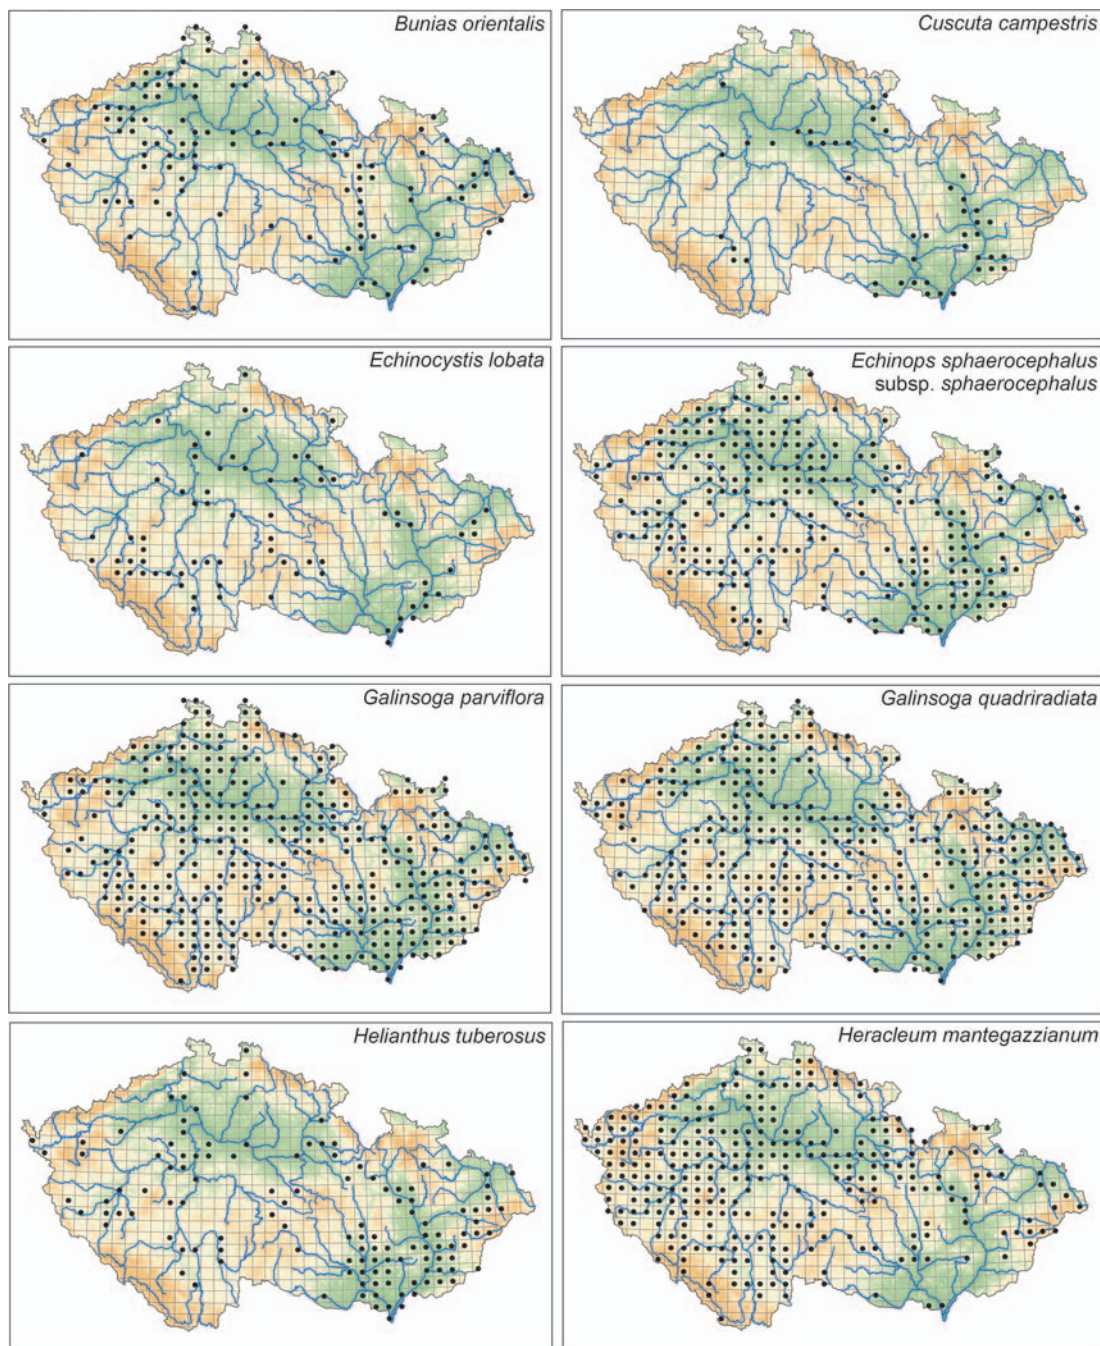 Bunias orientalis
Cuscuta campestris
Echinocystis lobata
Echinops sphaerocephalus
subsp. sphaerocephalus
Galinsoga parviflora
Galinsoga quadriradiata
Helianthus tuberosus
Heracleum mantegazzianum